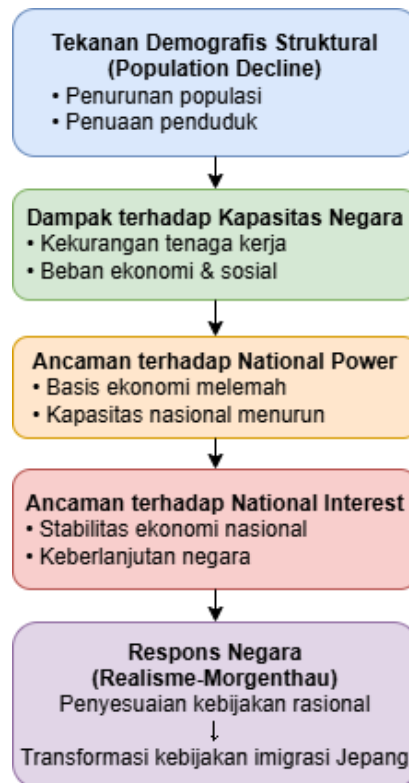 Tekanan Demografis Struktural
(Population Decline)
• Penurunan populasi
• Penuaan penduduk
Dampak terhadap Kapasitas Negara
• Kekurangan tenaga kerja
• Beban ekonomi & sosial
Ancaman terhadap National Power
• Basis ekonomi melemah
• Kapasitas nasional menurun
Ancaman terhadap National Interest
• Stabilitas ekonomi nasional
• Keberlanjutan negara
Respons Negara
(Realisme-Morgenthau)
Penyesuaian kebijakan rasional
↓
Transformasi kebijakan imigrasi Jepang